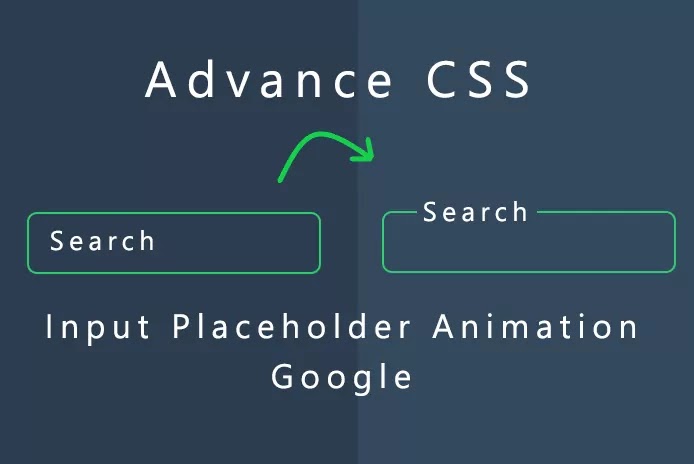 Advance CSS
Search
Search
Input Placeholder Animation
Google